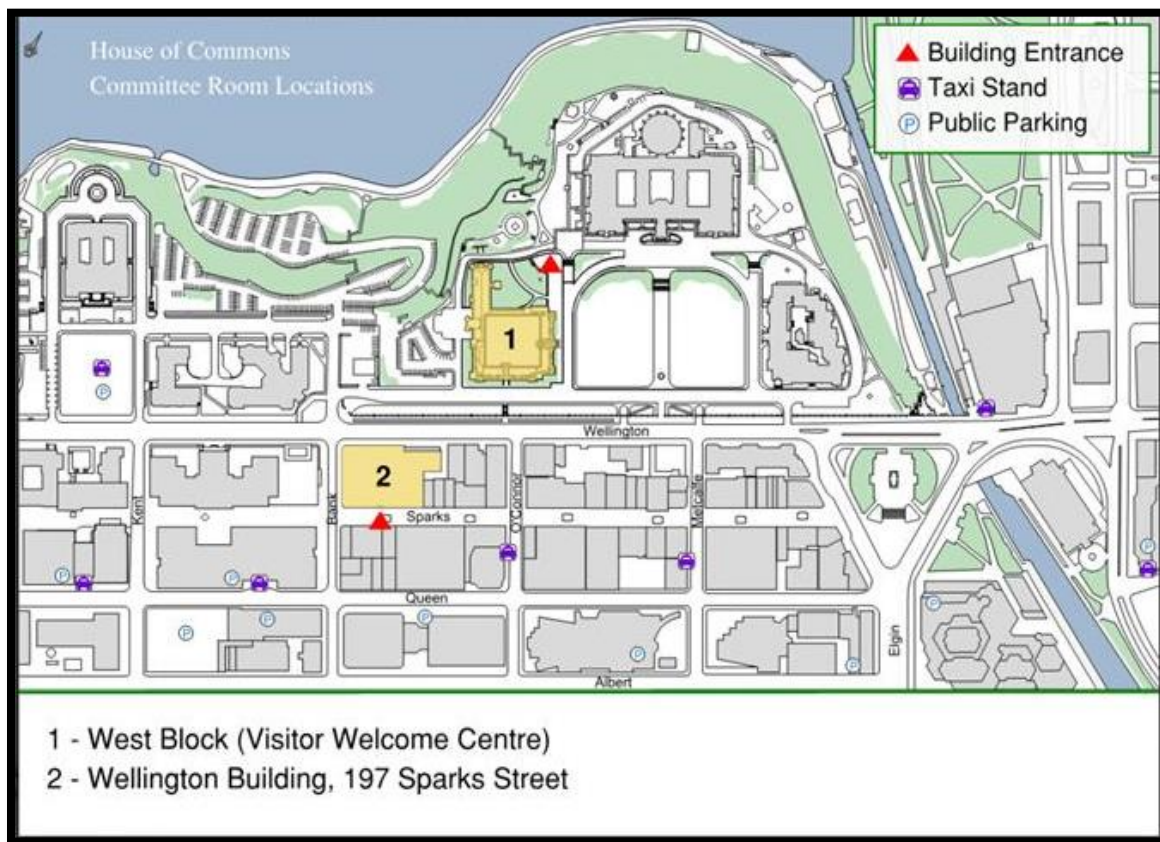 House of Commons
Committee Room Locations
Building Entrance
Taxi Stand
P Public Parking
1
Wellington
2
Kent
Bank
Sparks
O'Connor
Metcalfe
P
P
P
P
Queen
P
P
P
P
P
P
P
Elgin
Albert
1 - West Block (Visitor Welcome Centre)
2 - Wellington Building, 197 Sparks Street